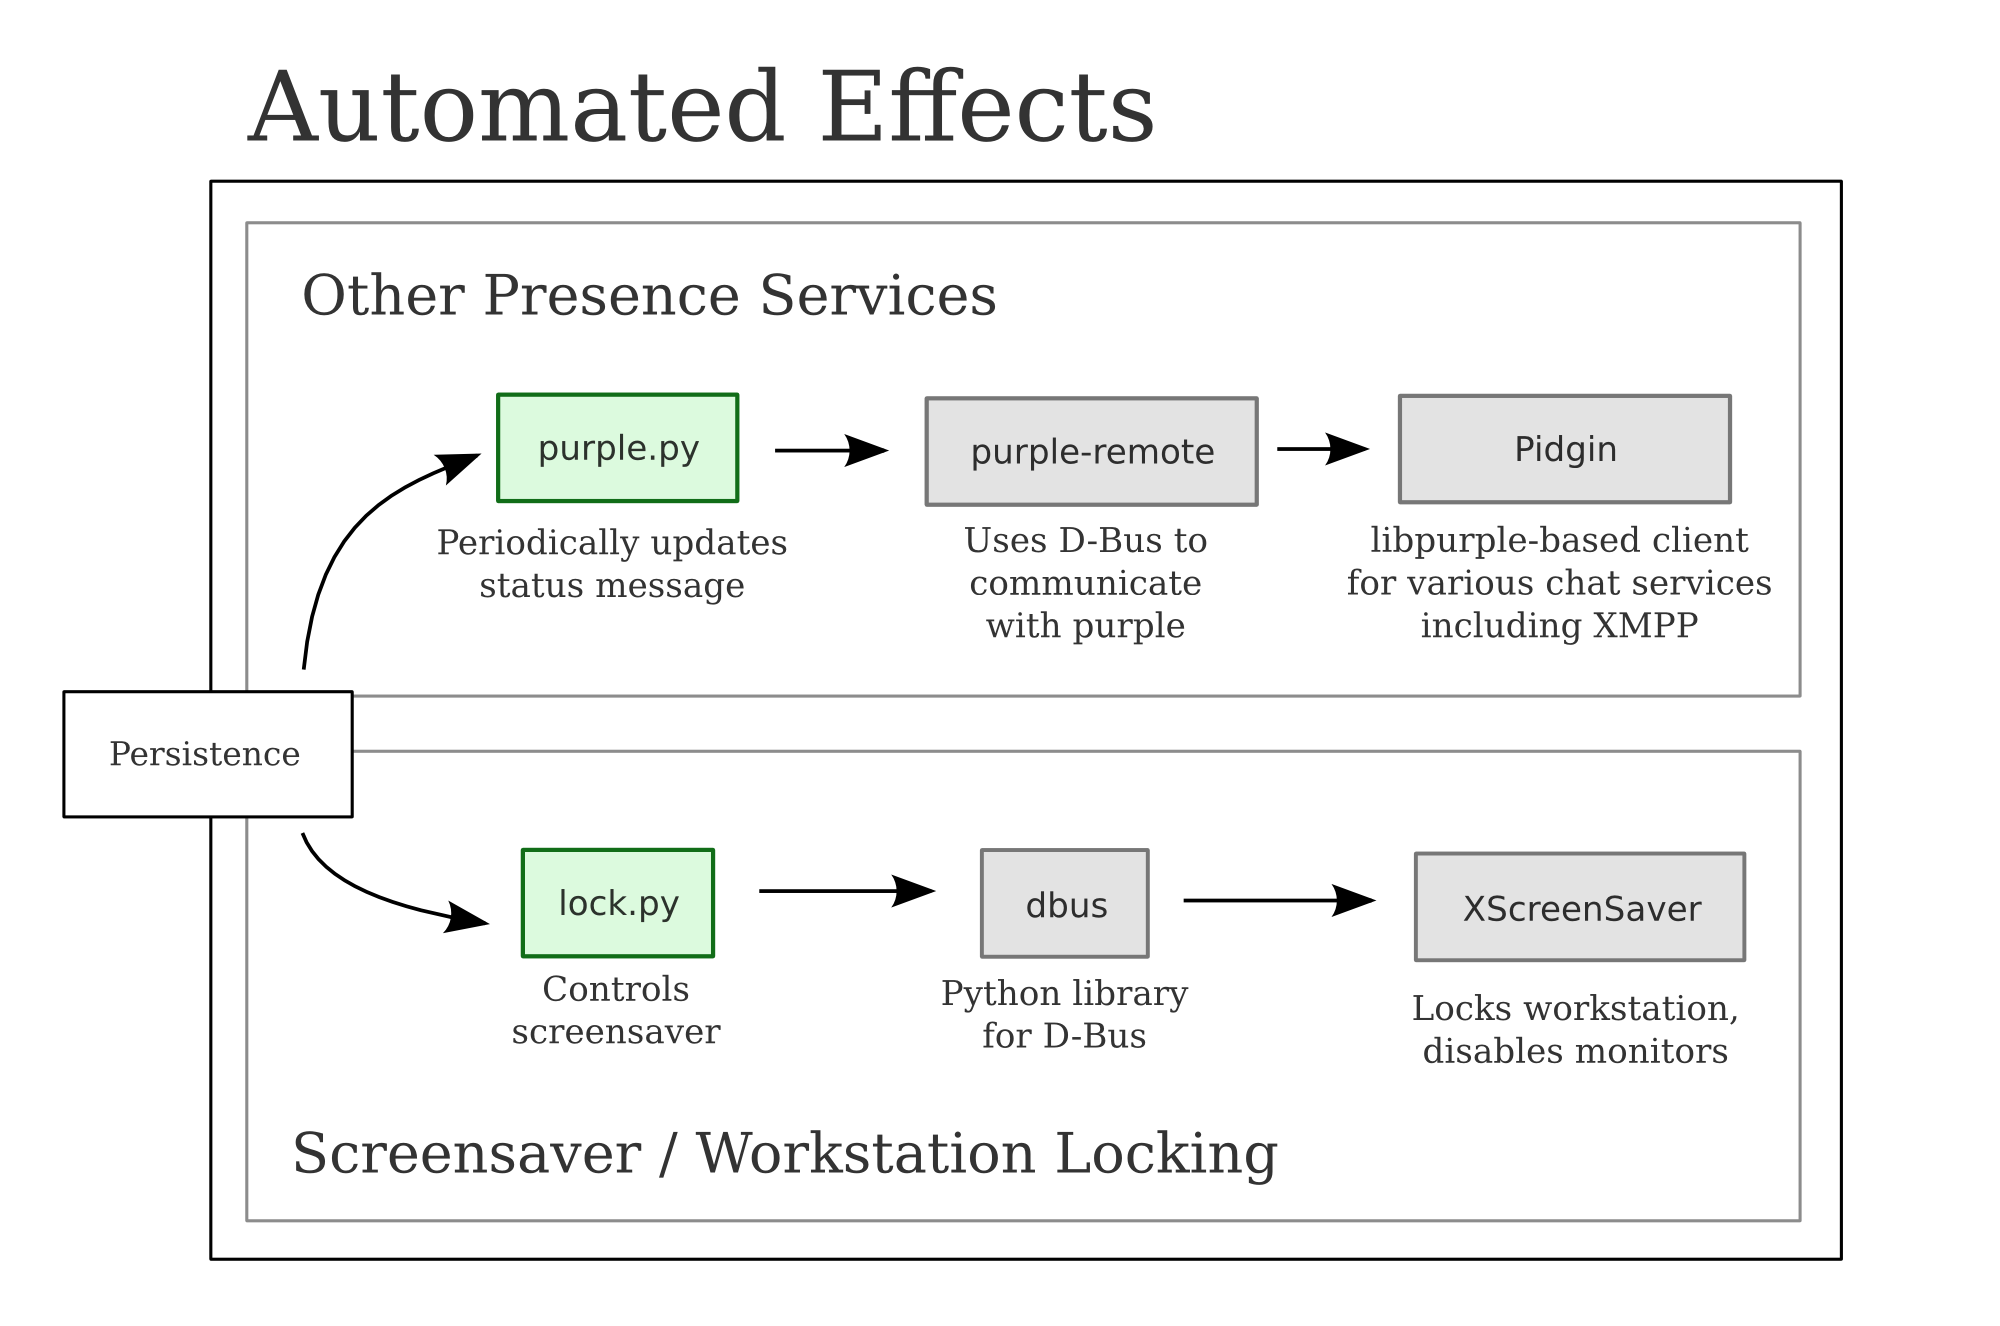 Automated Effects
Other Presence Services
purple.py
purple-remote
Pidgin
Periodically updates
status message
Uses D-Bus to
communicate
with purple
libpurple-based client
for various chat services
including XMPP
Persistence
lock.py
dbus
XScreenSaver
Controls
screensaver
Python library
for D-Bus
Locks workstation,
disables monitors
Screensaver / Workstation Locking